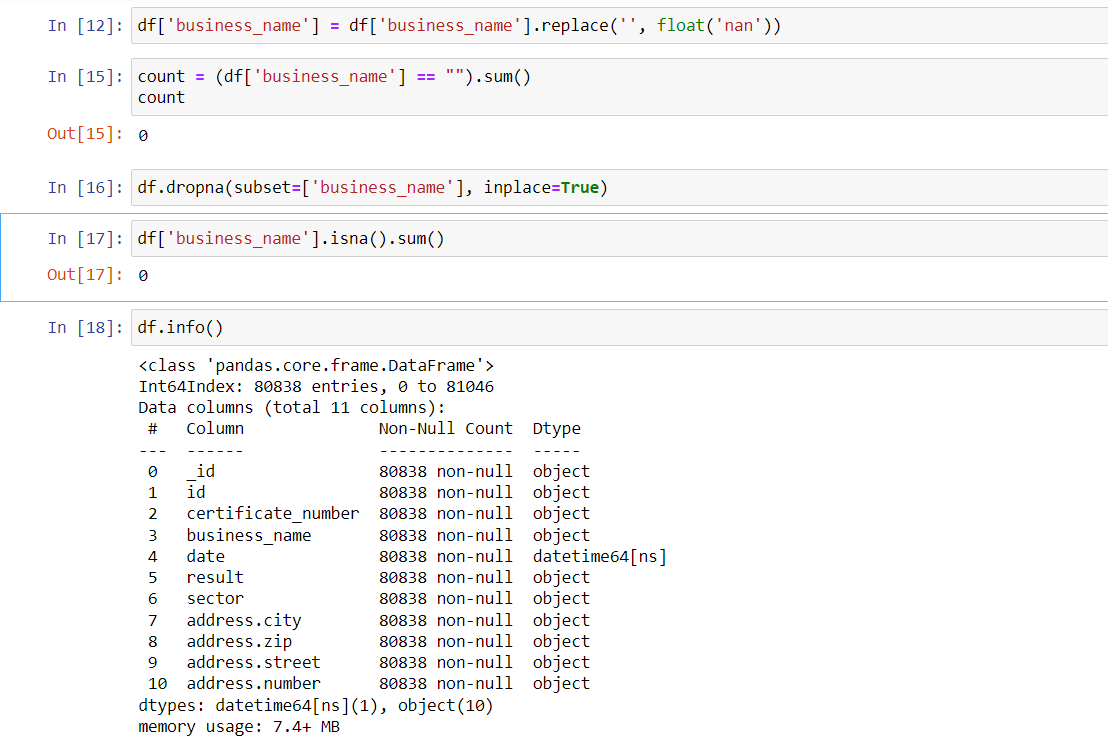 In [12]: df['business_name'] = df['business_name'].replace('', float('nan'))
In [15]: count = (df['business_name'] == "").sum()
count
Out[15]: 0
In [16]: df.dropna(subset=['business_name'], inplace=True)
In [17]: df['business_name'].isna().sum()
Out[17]: 0
In [18]: df.info()
<class 'pandas.core.frame.DataFrame'>
Int64Index: 80838 entries, 0 to 81046
Data columns (total 11 columns):
 #   Column              Non-Null Count  Dtype
---  ------              --------------  -----
 0   _id                 80838 non-null  object
 1   id                  80838 non-null  object
 2   certificate_number  80838 non-null  object
 3   business_name       80838 non-null  object
 4   date                80838 non-null  datetime64[ns]
 5   result              80838 non-null  object
 6   sector              80838 non-null  object
 7   address.city        80838 non-null  object
 8   address.zip         80838 non-null  object
 9   address.street      80838 non-null  object
 10  address.number      80838 non-null  object
dtypes: datetime64[ns](1), object(10)
memory usage: 7.4+ MB